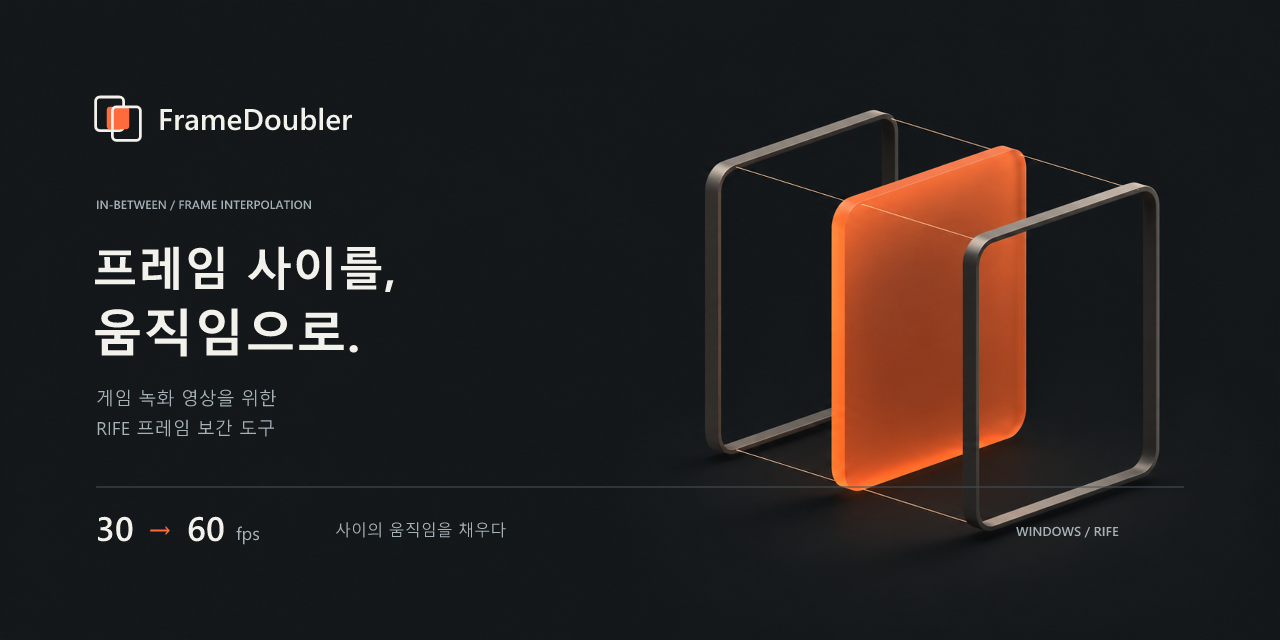 FrameDoubler
IN-BETWEEN / FRAME INTERPOLATION
프레임 사이를,
움직임으로.
게임 녹화 영상을 위한
RIFE 프레임 보간 도구
30 → 60 fps
사이의 움직임을 채우다
WINDOWS / RIFE